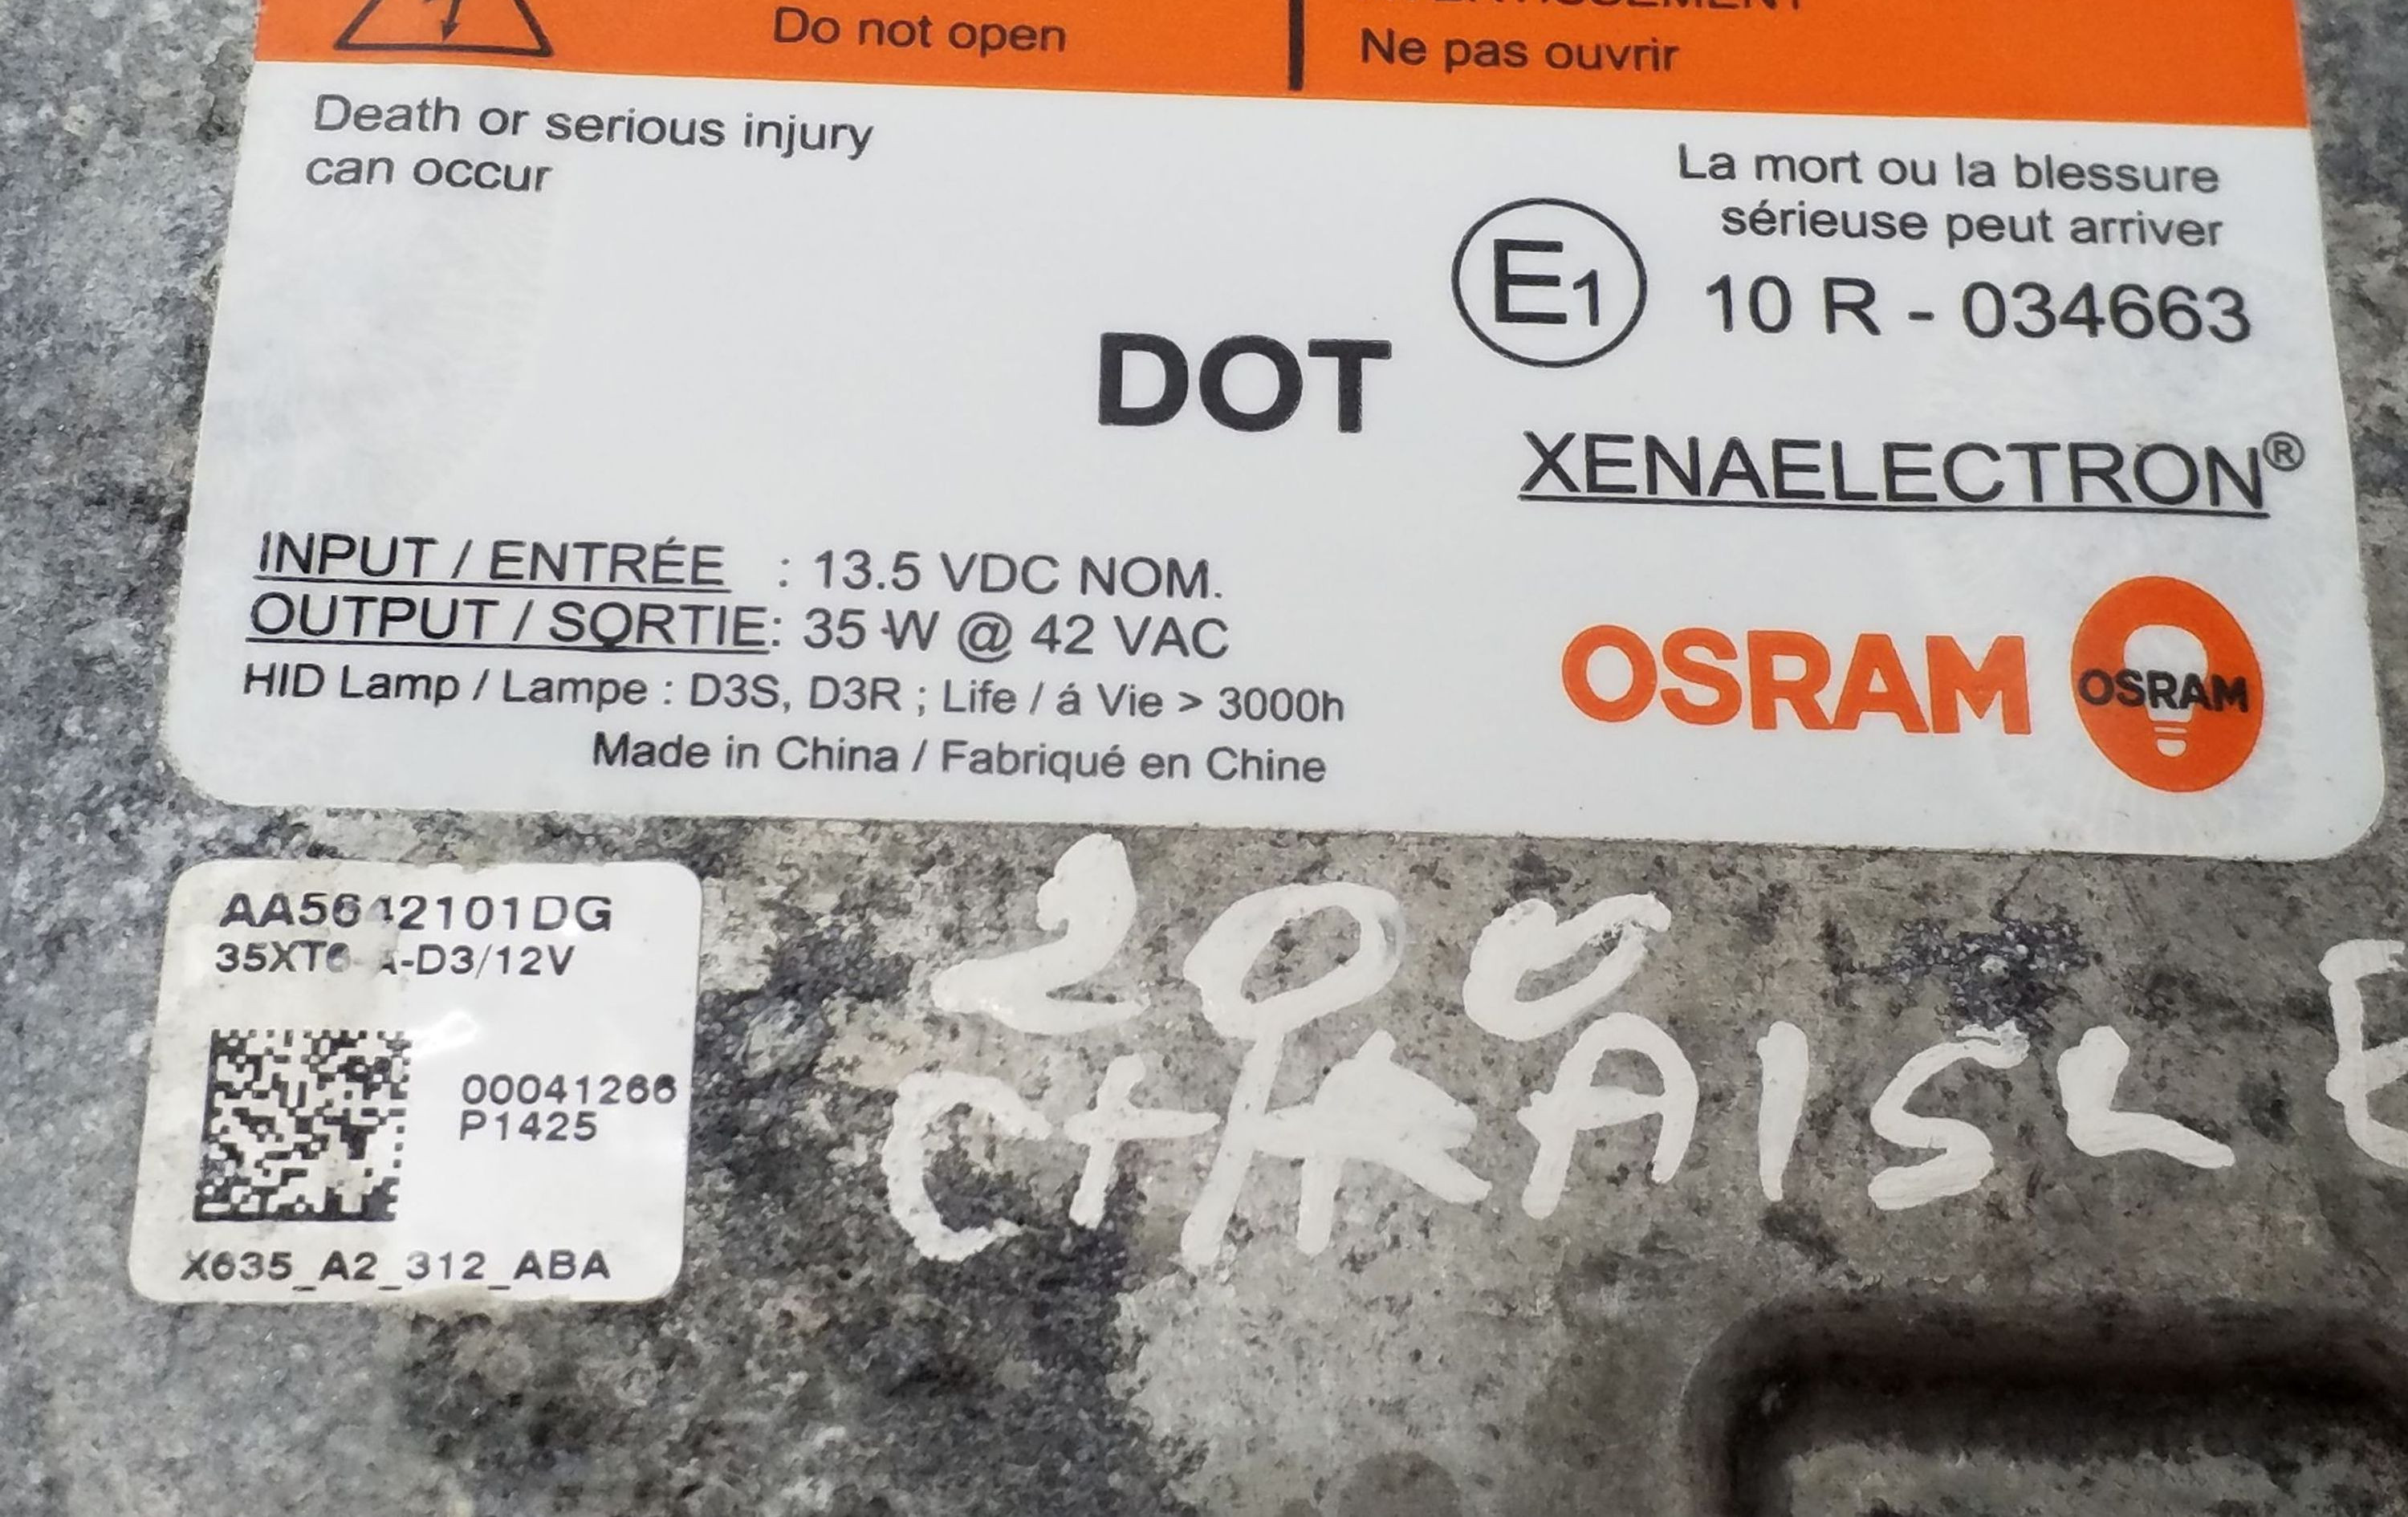 Do not open
Ne pas ouvrir
Death or serious injury
can occur
La mort ou la blessure
sérieuse peut arriver
E1
10 R - 034663
DOT
XENAELECTRON®
INPUT / ENTRÉE : 13.5 VDC NOM.
OUTPUT / SORTIE: 35 W @ 42 VAC
HID Lamp / Lampe : D3S, D3R ; Life / á Vie > 3000h
Made in China / Fabriqué en Chine
OSRAM
OSRAM
00041266
P1425
X635_A2_312_ABA
200